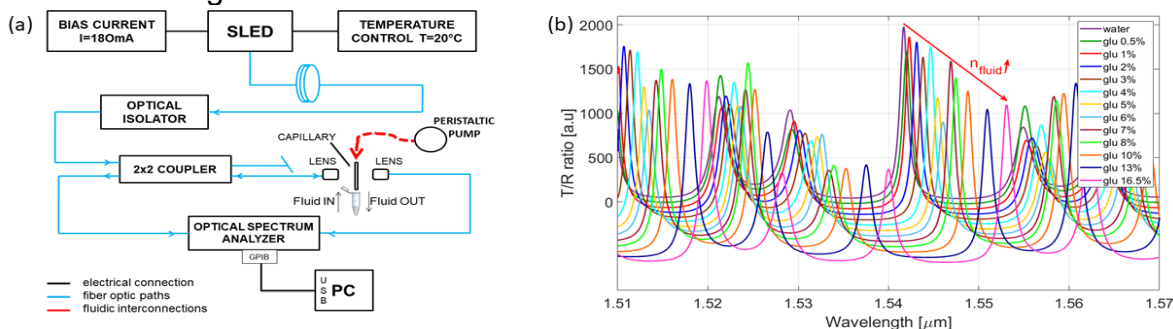 (a)
BIAS CURRENT
I=18OmA
SLED
TEMPERATURE
CONTROL T=20°C
OPTICAL
ISOLATOR
PERISTALTIC
PUMP
CAPILLARY
LENS
LENS
2x2 COUPLER
Fluid IN
Fluid OUT
OPTICAL SPECTRUM
ANALYZER
GPIB
U
S
B
PC
electrical connection
fiber optic paths
fluidic interconnections
(b)
T/R ratio [a.u]
2000
1500
1000
500
0
500
1000
n fluid
water
glu 0.5%
glu 1%
glu 2%
glu 3%
glu 4%
glu 5%
glu 6%
glu 7%
glu 8%
glu 10%
glu 13%
glu 16.5%
1.51 1.52 1.53 1.54 1.55 1.56 1.57
Wavelength [μm]